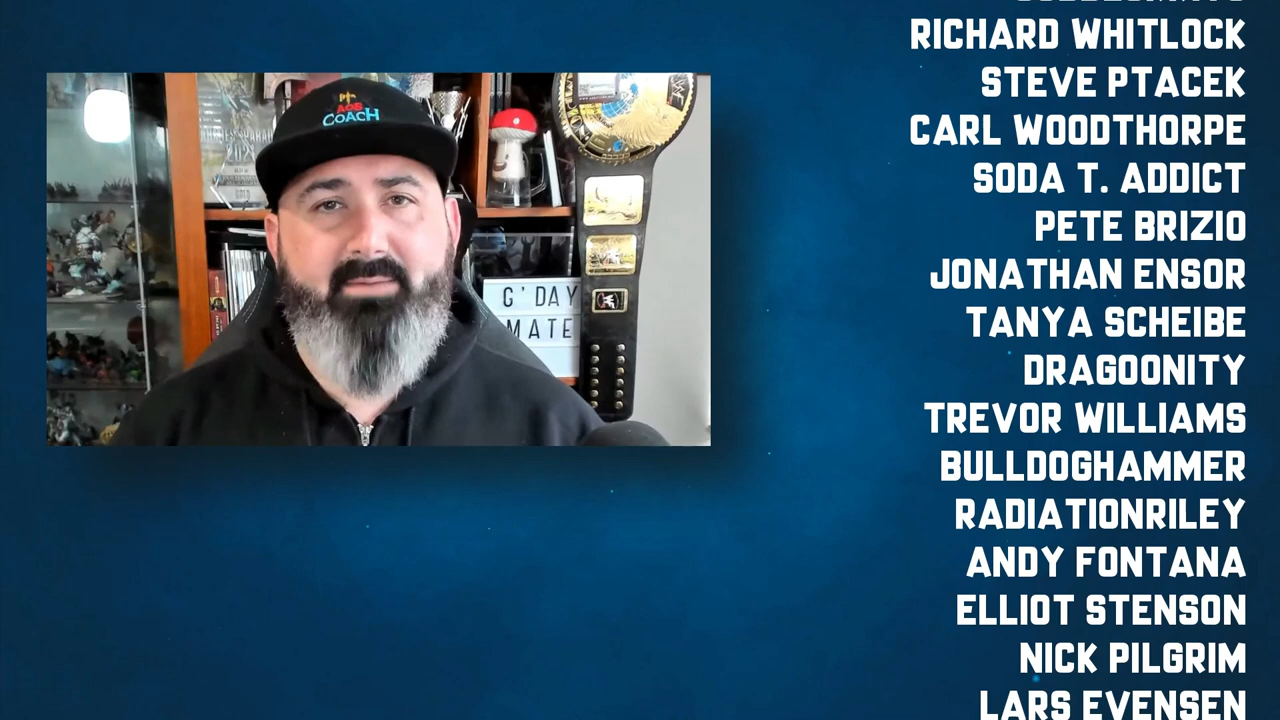 RICHARD WHITLOCK
STEVE PTACEK
CARL WOODTHORPE
SODA T. ADDICT
PETE BRIZIO
JONATHAN ENSOR
TANYA SCHEIBE
DRAGOONITY
TREVOR WILLIAMS
BULLDOGHAMMER
RADIATIONRILEY
ANDY FONTANA
ELLIOT STENSON
NICK PILGRIM
LARS EVENSEN
AOS
COACH
G'DAY
MATE